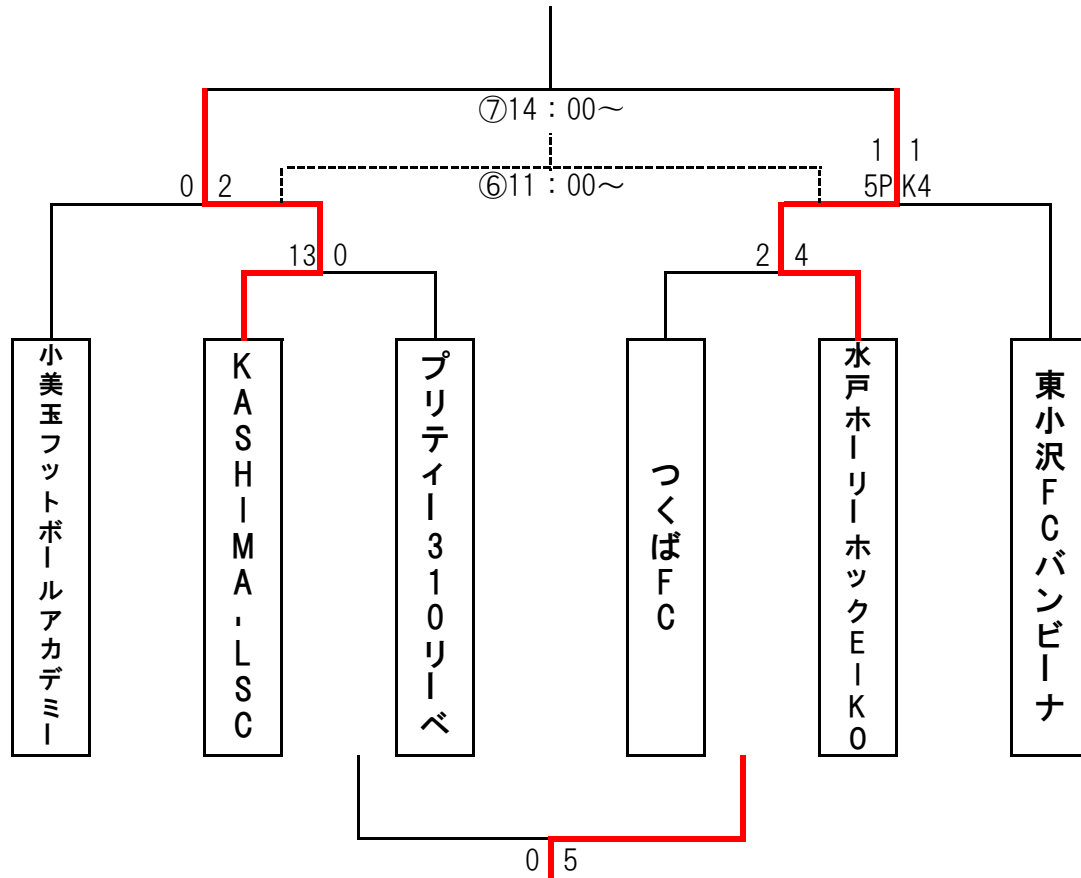 ⑦14：00～
1 1
0 2
⑥11：00～
5PK4
13 0
2 4
小美玉フットボールアカデミー
KASHIMA-LSC
プリティー310リーベ
つくばFC
水戸ホーリーホックEIKO
東小沢FCバンビーナ
0 5